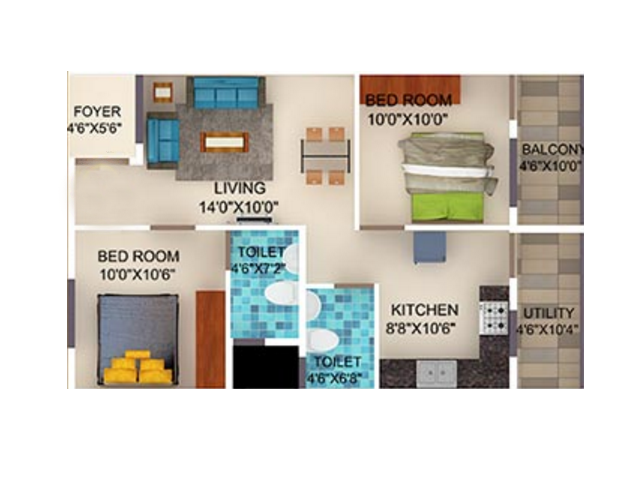 FOYER
4'6"X5'6"
BED ROOM
10'0"X10'0"
BALCONY
4'6"X10'0"
LIVING
14'0"X10'0"
BED ROOM
10'0"X10'6"
TOILET
4'6"X7'2"
KITCHEN
8'8"X10'6"
UTILITY
4'6"X10'4"
TOILET
4'6"X6'8"